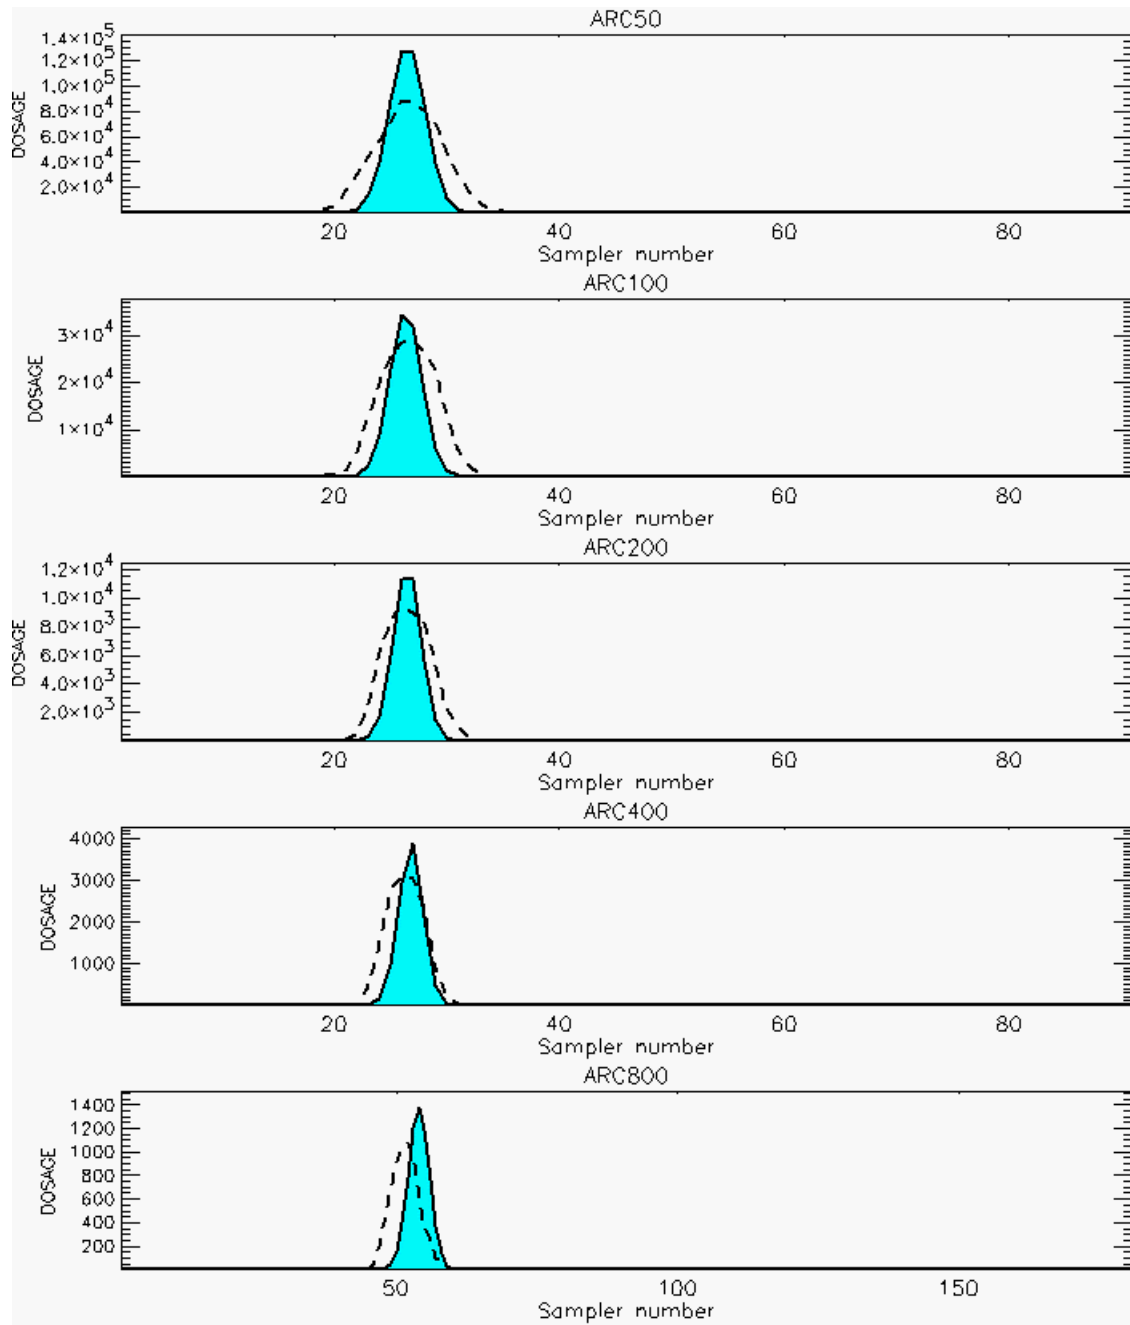 ARC50
1.4×10⁵
1.2×10⁵
1.0×10⁵
8.0×10⁴
6.0×10⁴
4.0×10⁴
2.0×10⁴
DOSAGE
20 40 60 80
Sampler number
ARC100
3×10⁴
2×10⁴
1×10⁴
DOSAGE
20 40 60 80
Sampler number
ARC200
1.2×10⁴
1.0×10⁴
8.0×10³
6.0×10³
4.0×10³
2.0×10³
DOSAGE
20 40 60 80
Sampler number
ARC400
4000
3000
2000
1000
DOSAGE
20 40 60 80
Sampler number
ARC800
1400
1200
1000
800
600
400
200
DOSAGE
50 100 150
Sampler number